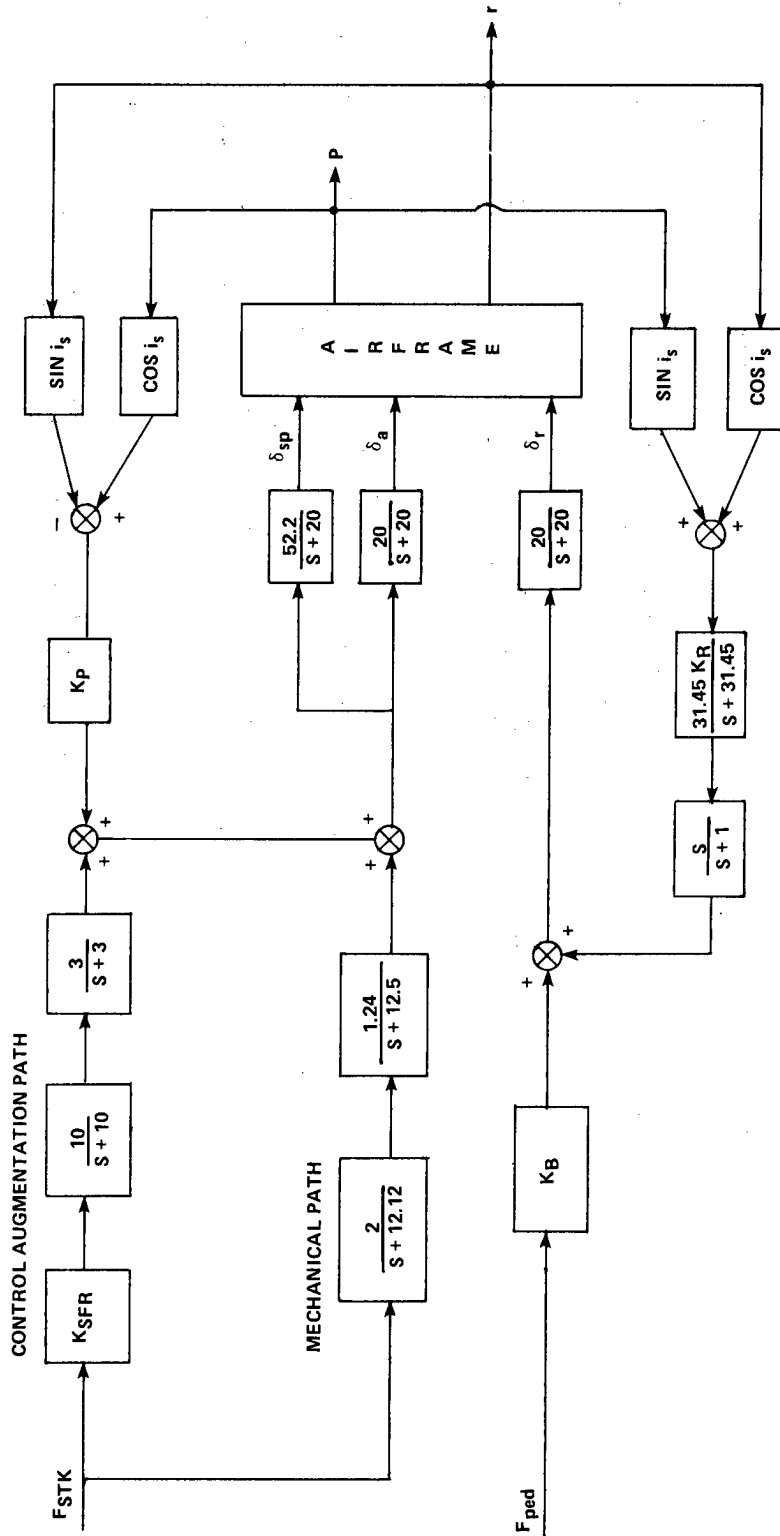 CONTROL AUGMENTATION PATH
F_STK
K_SFR
10
S + 10
3
S + 3
+
+
K_P
−
+
SIN i_s
COS i_s
MECHANICAL PATH
2
S + 12.12
1.24
S + 12.5
+
+
52.2
S + 20
δ_sp
20
S + 20
δ_a
AIRFRAME
P
r
F_ped
K_B
+
+
20
S + 20
δ_r
S
S + 1
31.45 K_R
S + 31.45
+
+
SIN i_s
COS i_s